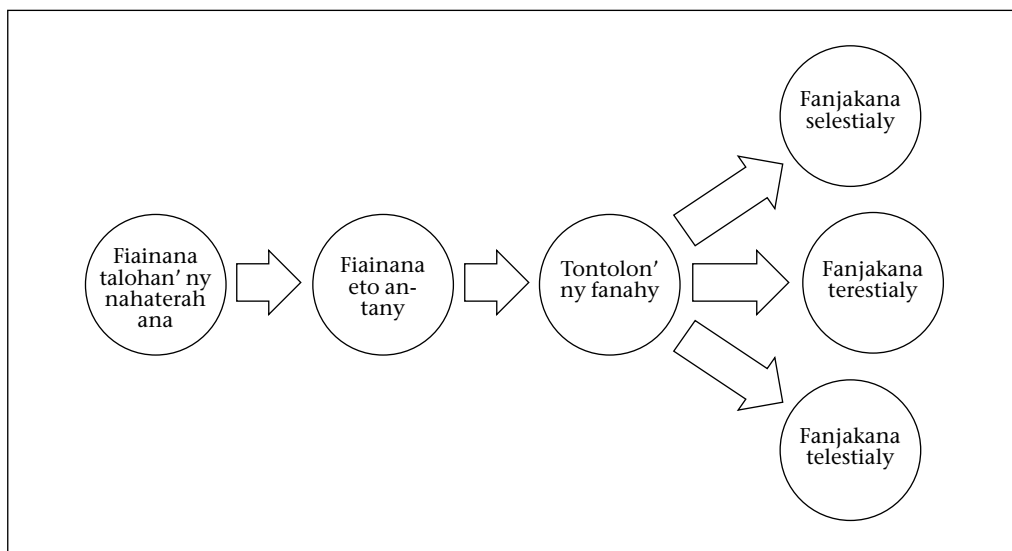 Fiainana
talohan' ny
nahaterah
ana
Fiainana
eto an-
tany
Tontolon'
ny fanahy
Fanjakana
selestialy
Fanjakana
terestialy
Fanjakana
telestialy